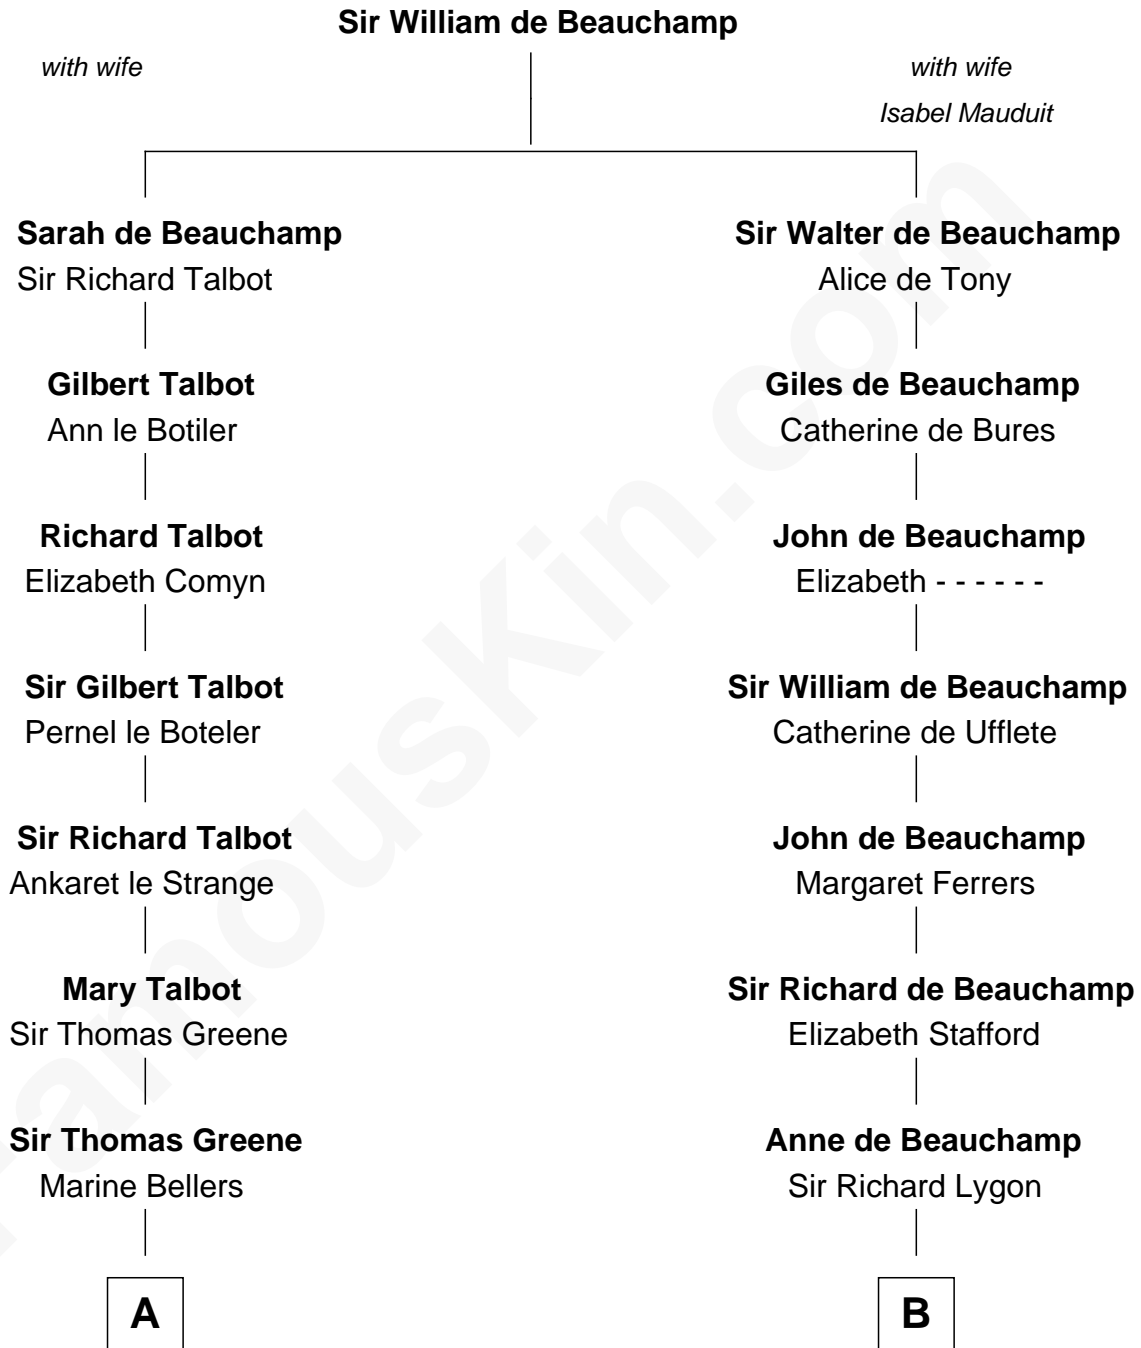 Sir William de Beauchamp
with wife
with wife
Isabel Mauduit
Sarah de Beauchamp
Sir Richard Talbot
Sir Walter de Beauchamp
Alice de Tony
Gilbert Talbot
Ann le Botiler
Giles de Beauchamp
Catherine de Bures
Richard Talbot
Elizabeth Comyn
John de Beauchamp
Elizabeth - - - - - -
Sir Gilbert Talbot
Pernel le Boteler
Sir William de Beauchamp
Catherine de Ufflete
Sir Richard Talbot
Ankaret le Strange
John de Beauchamp
Margaret Ferrers
Mary Talbot
Sir Thomas Greene
Sir Richard de Beauchamp
Elizabeth Stafford
Sir Thomas Greene
Marine Bellers
Anne de Beauchamp
Sir Richard Lygon
A
B
FamousKin.com